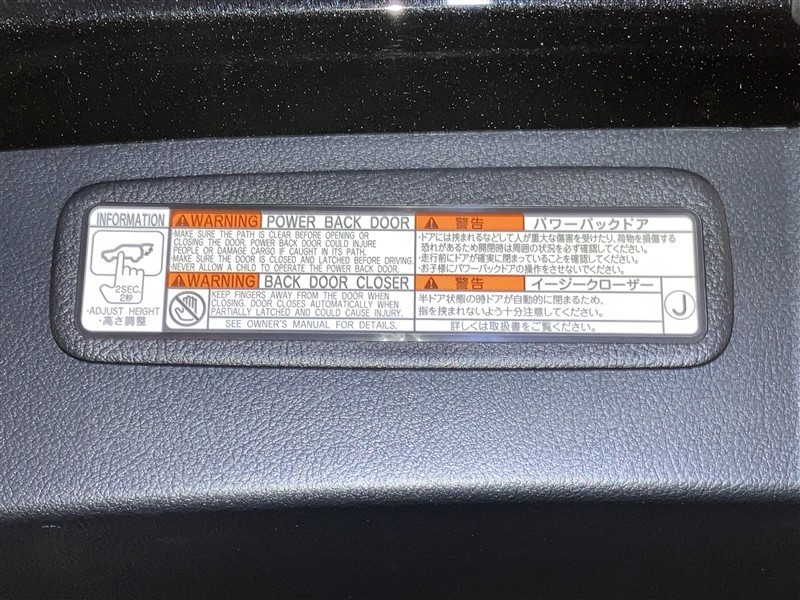 INFORMATION
2SEC.
2秒
・ADJUST HEIGHT
・高さ調整
WARNING POWER BACK DOOR
・MAKE SURE THE PATH IS CLEAR BEFORE OPENING OR
CLOSING THE DOOR. POWER BACK DOOR COULD INJURE
PEOPLE OR DAMAGE CARGO IF CAUGHT IN ITS PATH.
・MAKE SURE THE DOOR IS CLOSED AND LATCHED BEFORE DRIVING.
・NEVER ALLOW A CHILD TO OPERATE THE POWER BACK DOOR.
WARNING BACK DOOR CLOSER
KEEP FINGERS AWAY FROM THE DOOR WHEN
CLOSING. DOOR CLOSES AUTOMATICALLY WHEN
PARTIALLY LATCHED AND COULD CAUSE INJURY.
SEE OWNER'S MANUAL FOR DETAILS.
警告 パワーバックドア
・ドアには挟まれるなどして人が重大な傷害を受けたり、荷物を損傷する
恐れがあるため開閉時は周囲の状況を必ず確認してください。
・走行前にドアが確実に閉まっていることを確認してください。
・お子様にパワーバックドアの操作をさせないでください。
警告 イージークローザー
半ドア状態の時ドアが自動的に閉まるため、
指を挟まれないよう十分注意してください。
詳しくは取扱書をご覧ください。
J